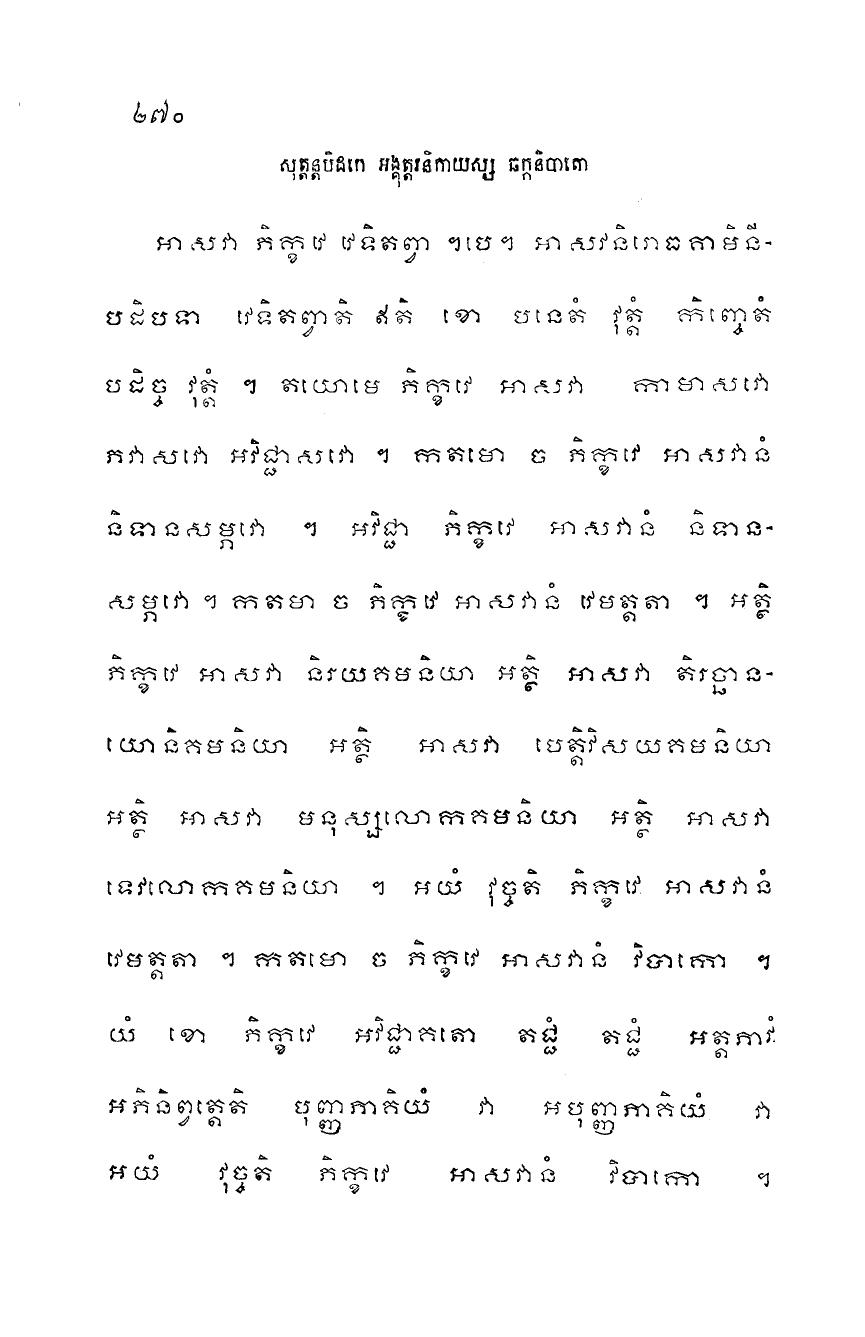 ២៧០
សុត្តន្តបិដកេ អង្គុត្តរនិកាយស្ស ឆក្កនិបាតោ
អាសវា ភិក្ខវេ វេទិតព្វា ។បេ។ អាសវនិរោធគាមិនី-
បដិបទា វេទិតព្វាតិ ឥតិ ខោ បនេតំ វុត្តំ កិញ្ចេតំ
បដិច្ច វុត្តំ ។ តយោមេ ភិក្ខវេ អាសវា កាមាសវោ
ភវាសវោ អវិជ្ជាសវោ ។ កតមោ ច ភិក្ខវេ អាសវានំ
និទានសម្ភវោ ។ អវិជ្ជា ភិក្ខវេ អាសវានំ និទាន-
សម្ភវោ ។ កតមា ច ភិក្ខវេ អាសវានំ វេមត្តតា ។ អត្ថិ
ភិក្ខវេ អាសវា និរយគមនិយា អត្ថិ អាសវា តិរច្ឆាន-
យោនិគមនិយា អត្ថិ អាសវា បេត្តិវិសយគមនិយា
អត្ថិ អាសវា មនុស្សលោកគមនិយា អត្ថិ អាសវា
ទេវលោកគមនិយា ។ អយំ វុច្ចតិ ភិក្ខវេ អាសវានំ
វេមត្តតា ។ កតមោ ច ភិក្ខវេ អាសវានំ វិបាកោ ។
យំ ខោ ភិក្ខវេ អវិជ្ជាគតោ តជ្ជំ តជ្ជំ អត្តភាវំ
អភិនិព្វត្តេតិ បុញ្ញភាគិយំ វា អបុញ្ញភាគិយំ វា
អយំ វុច្ចតិ ភិក្ខវេ អាសវានំ វិបាកោ ។